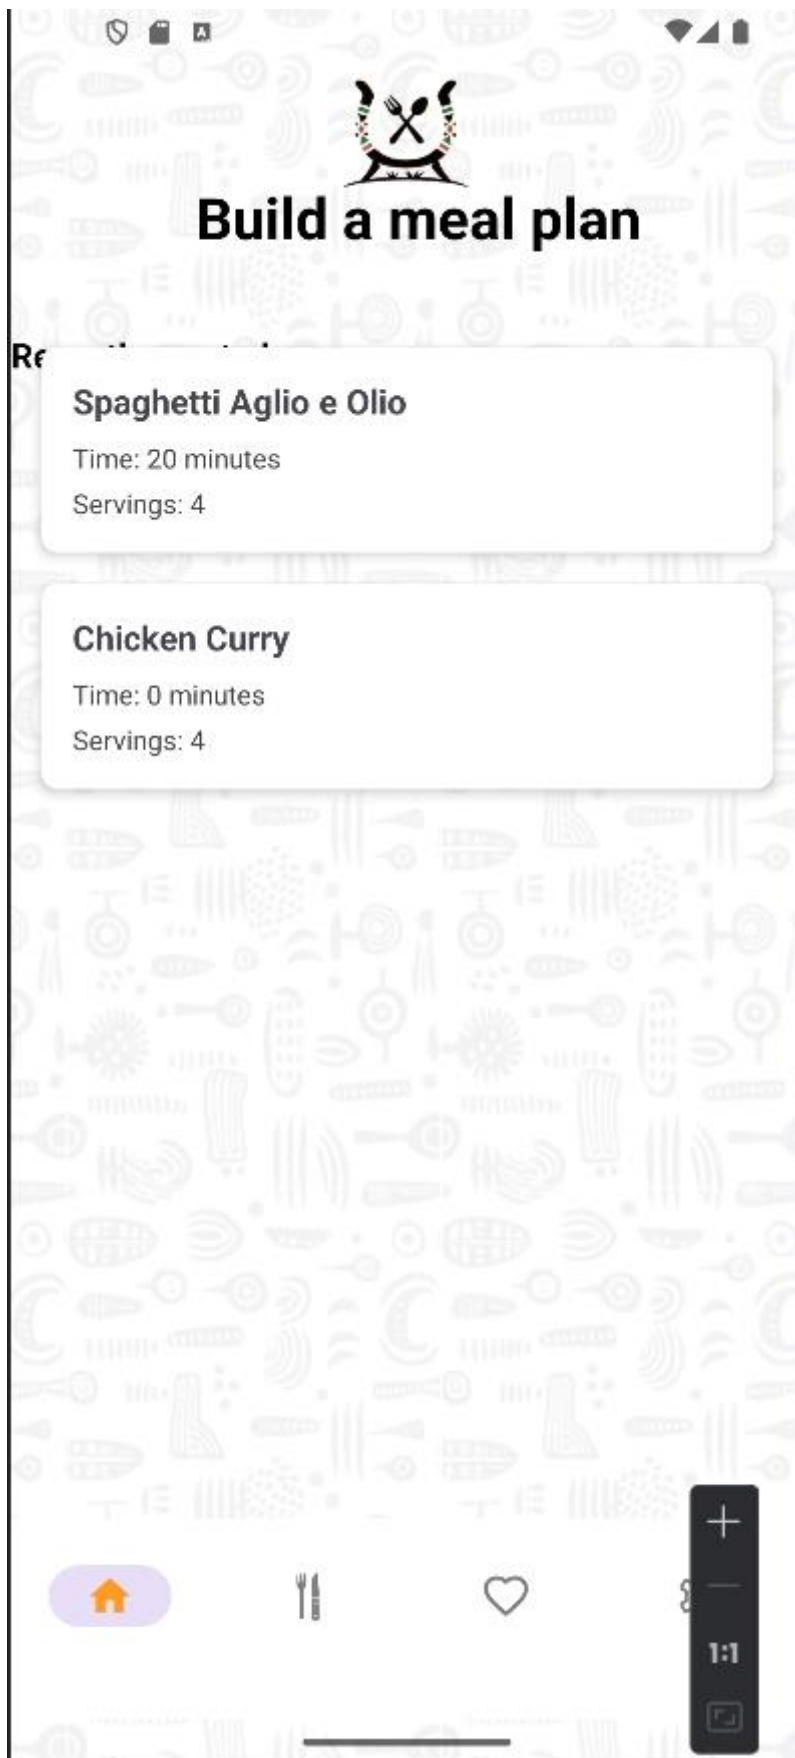 Build a meal plan
Spaghetti Aglio e Olio
Time: 20 minutes
Servings: 4
Chicken Curry
Time: 0 minutes
Servings: 4
1:1